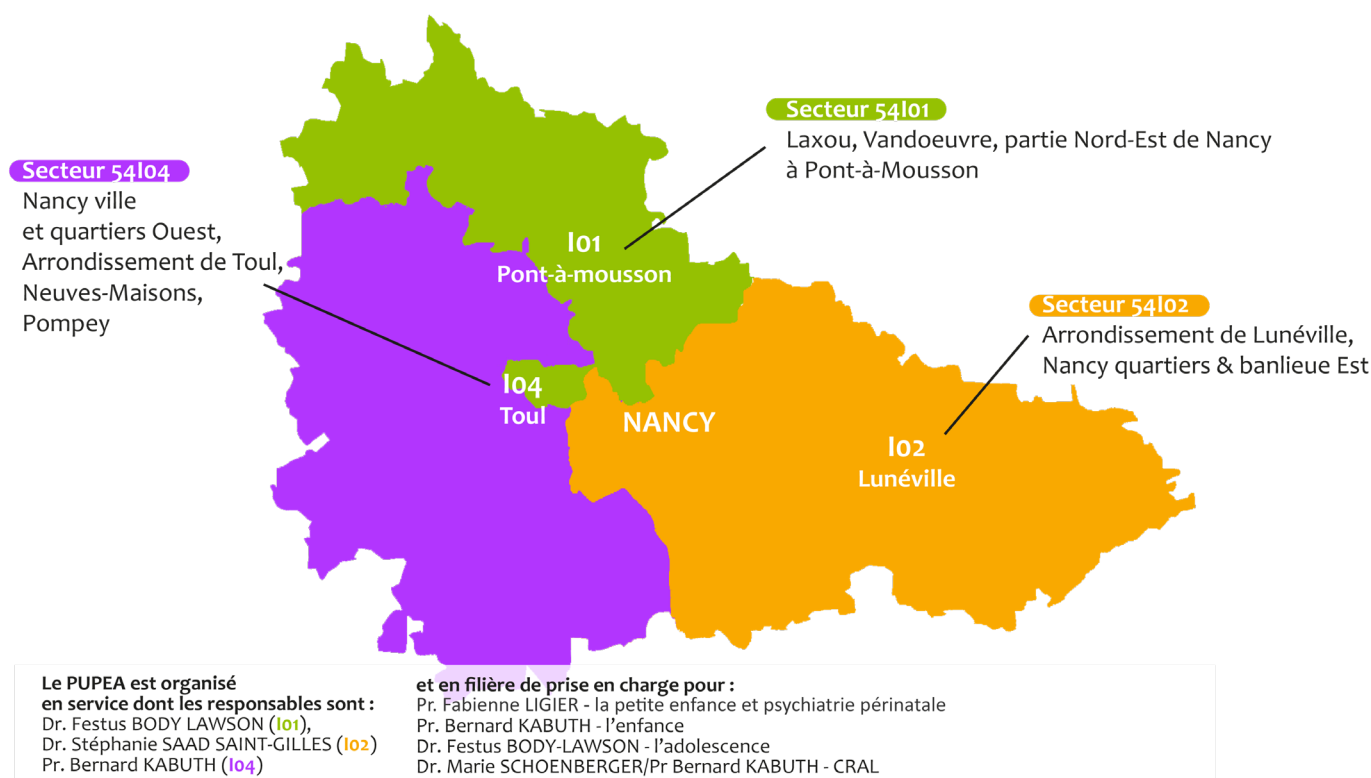 Secteur 54I01
Laxou, Vandoeuvre, partie Nord-Est de Nancy
à Pont-à-Mousson
Secteur 54I04
Nancy ville
et quartiers Ouest,
Arrondissement de Toul,
Neuves-Maisons,
Pompey
I01
Pont-à-mousson
Secteur 54I02
Arrondissement de Lunéville,
Nancy quartiers & banlieue Est
I04
Toul
NANCY
I02
Lunéville
Le PUPEA est organisé
en service dont les responsables sont :
Dr. Festus BODY LAWSON (I01),
Dr. Stéphanie SAAD SAINT-GILLES (I02)
Pr. Bernard KABUTH (I04)
et en filière de prise en charge pour :
Pr. Fabienne LIGIER - la petite enfance et psychiatrie périnatale
Pr. Bernard KABUTH - l'enfance
Dr. Festus BODY-LAWSON - l'adolescence
Dr. Marie SCHOENBERGER/Pr Bernard KABUTH - CRAL